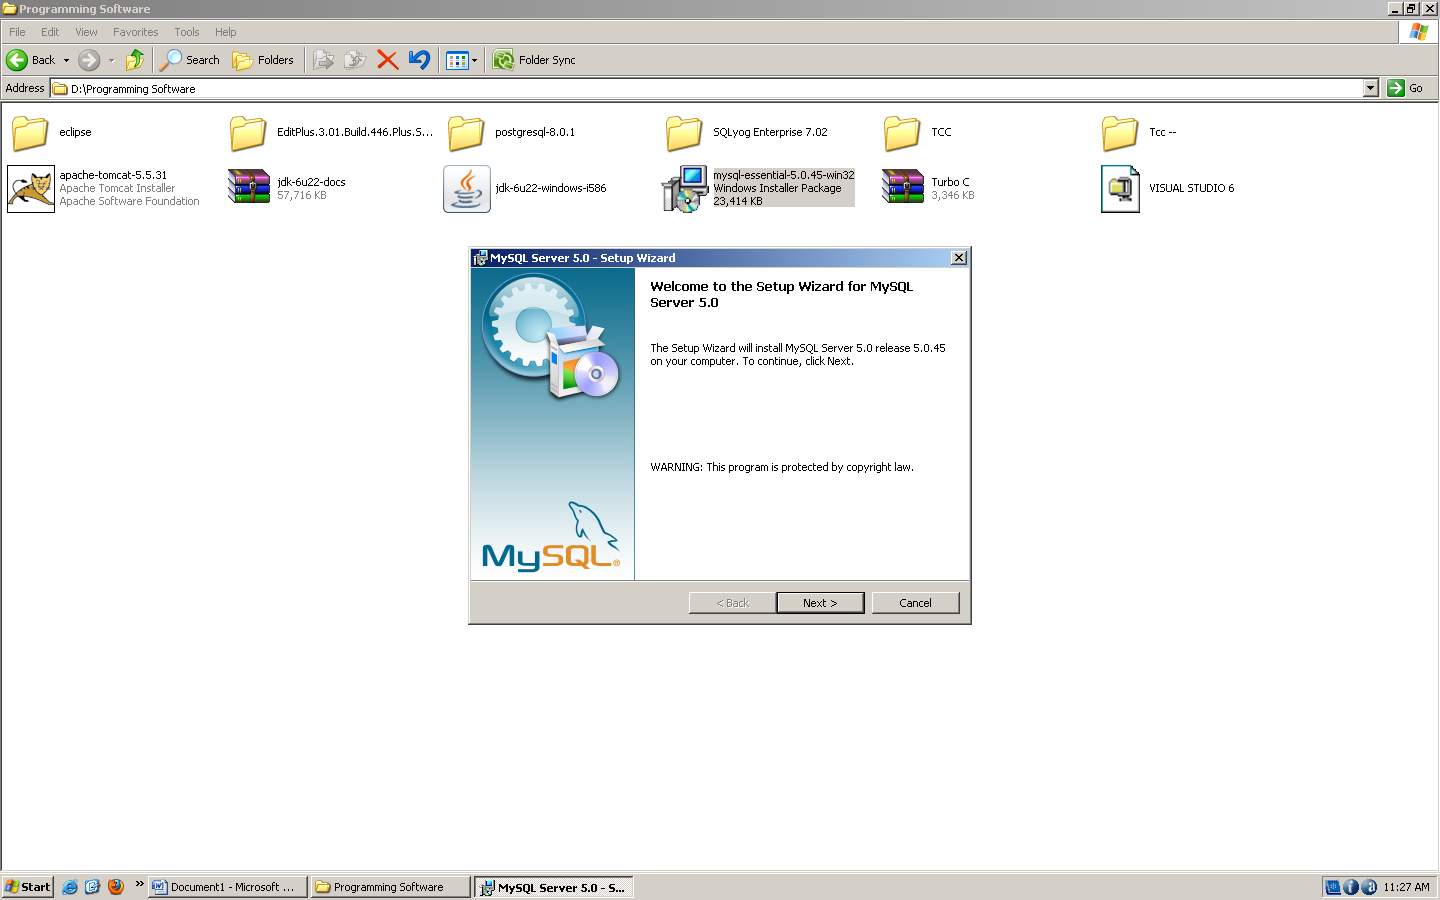 Programming Software
File Edit View Favorites Tools Help
Back Search Folders Folder Sync
Address D:\Programming Software Go
eclipse
EditPlus.3.01.Build.446.Plus.S...
postgresql-8.0.1
SQLyog Enterprise 7.02
TCC
Tcc --
apache-tomcat-5.5.31
Apache Tomcat Installer
Apache Software Foundation
jdk-6u22-docs
57,716 KB
jdk-6u22-windows-i586
mysql-essential-5.0.45-win32
Windows Installer Package
23,414 KB
Turbo C
3,346 KB
VISUAL STUDIO 6
MySQL Server 5.0 - Setup Wizard
Welcome to the Setup Wizard for MySQL
Server 5.0
The Setup Wizard will install MySQL Server 5.0 release 5.0.45
on your computer. To continue, click Next.
WARNING: This program is protected by copyright law.
MySQL®
< Back Next > Cancel
Start Document1 - Microsoft ... Programming Software MySQL Server 5.0 - S... 11:27 AM